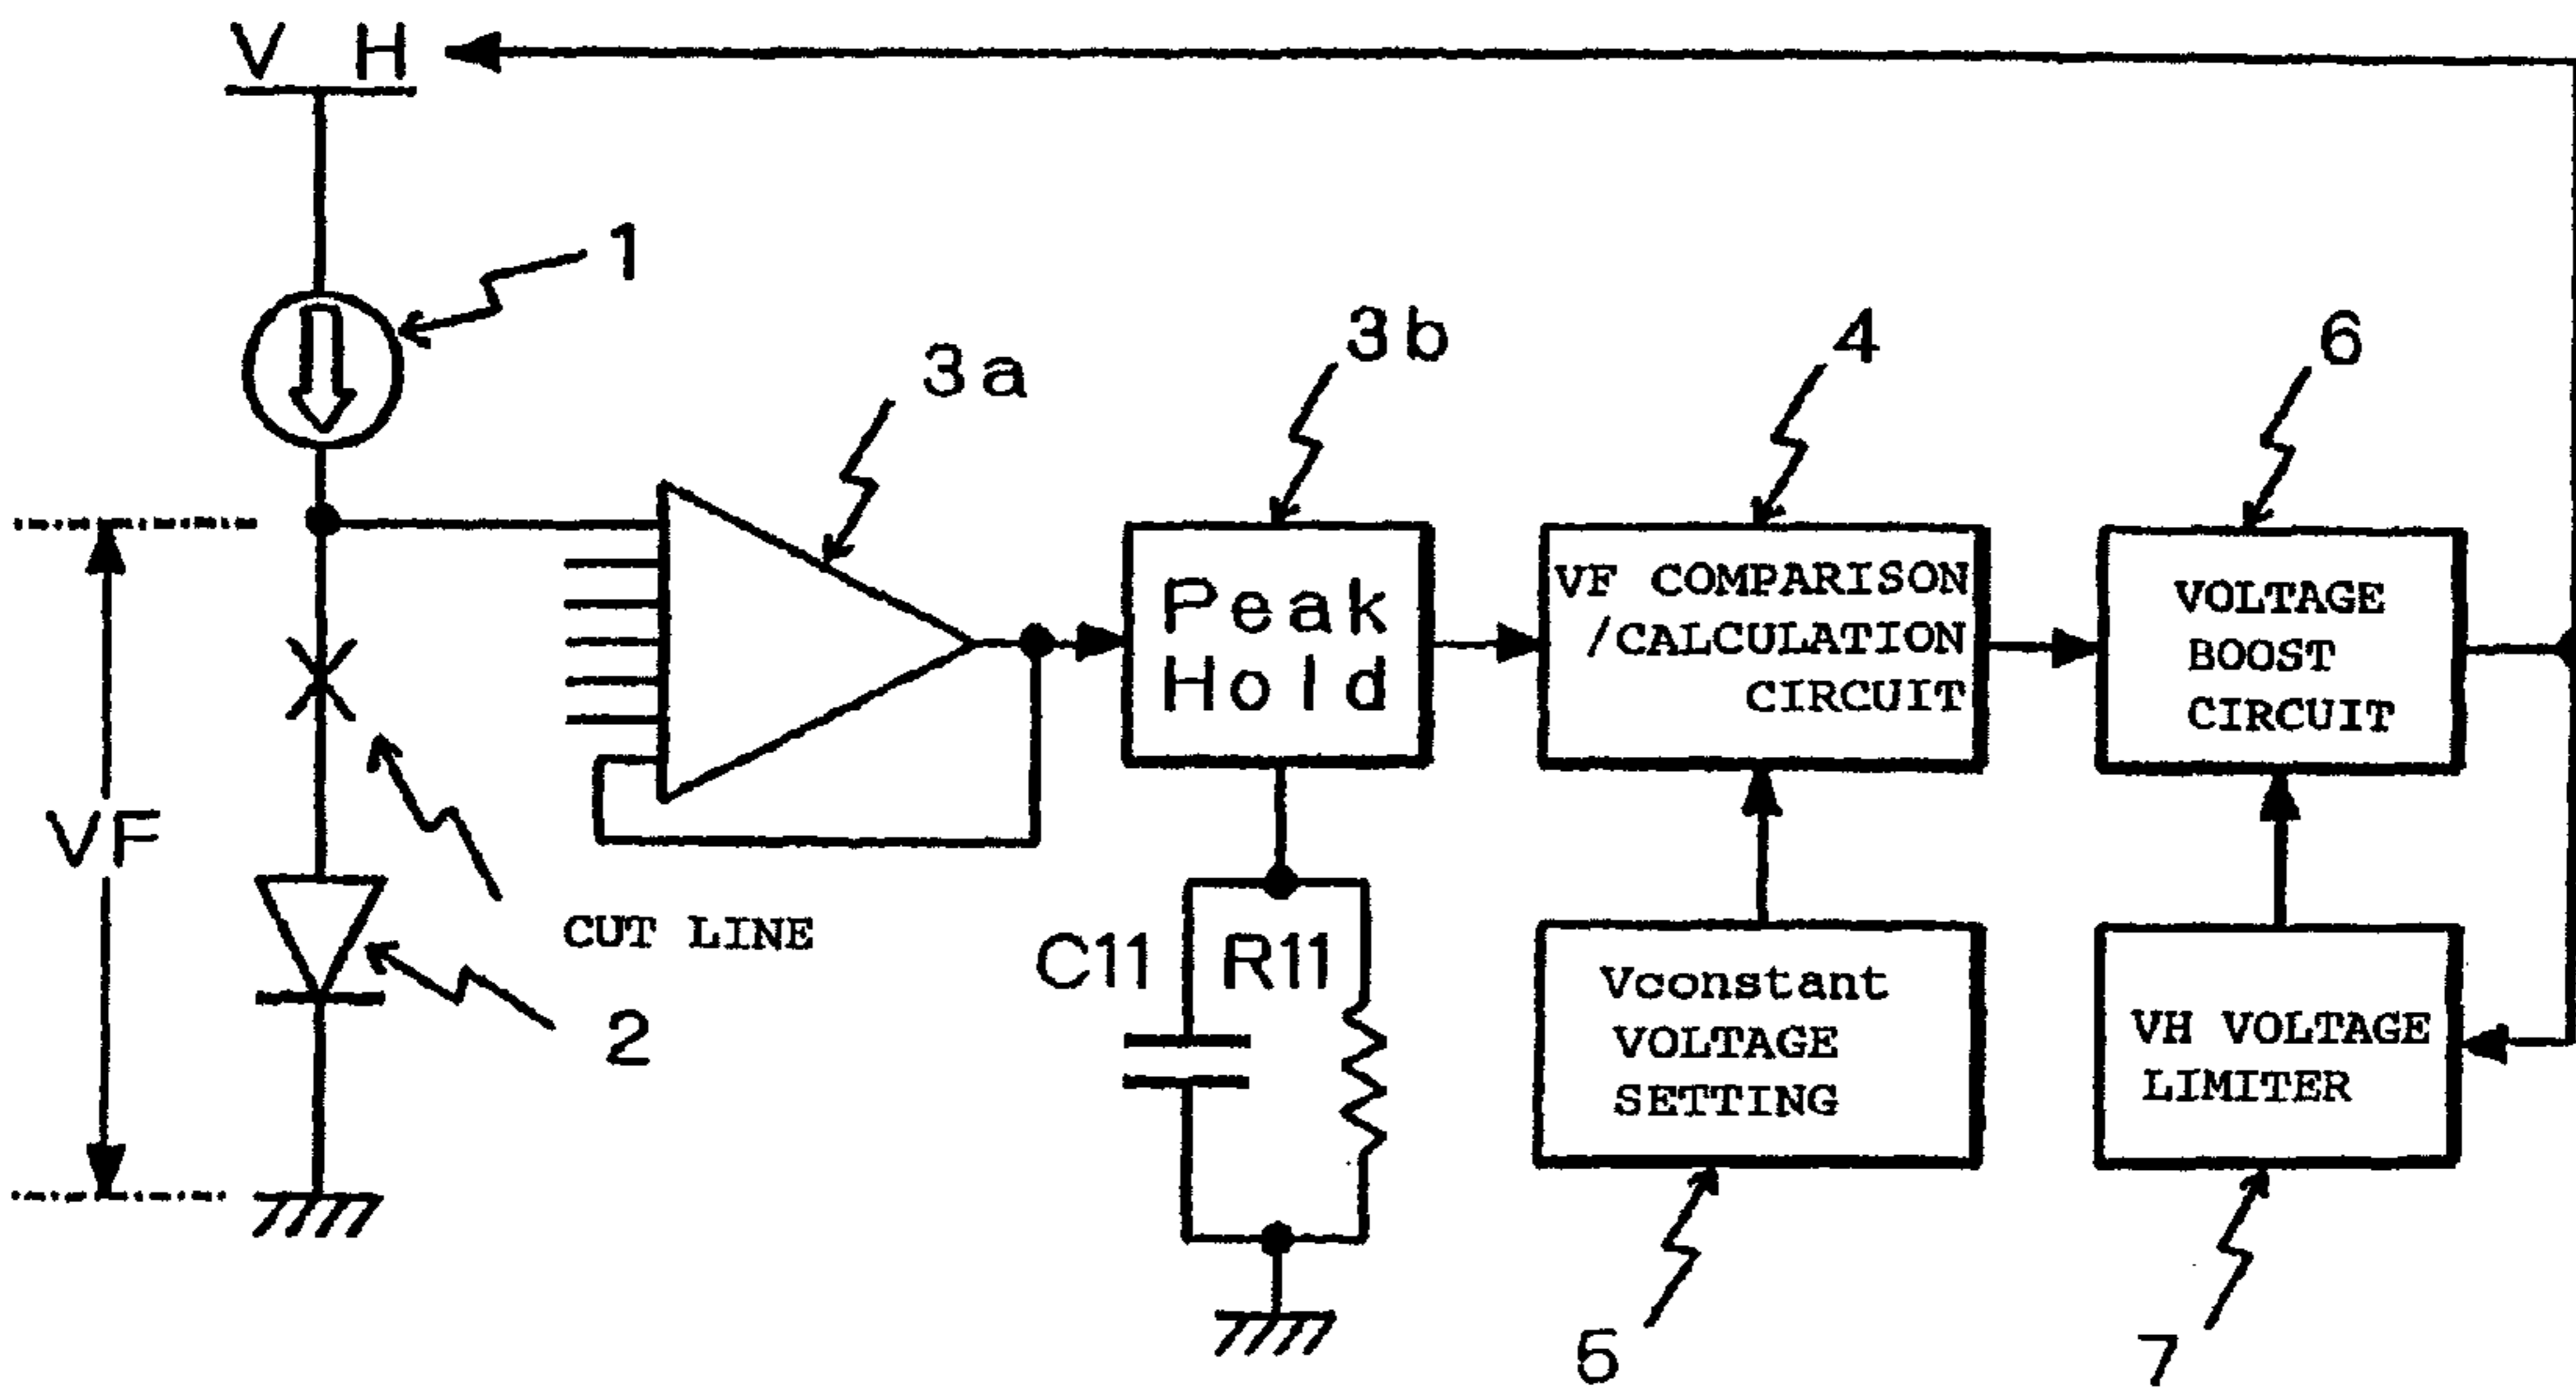 V H
1
3a
3b
4
6
Peak
Hold
VF COMPARISON
/CALCULATION
CIRCUIT
VOLTAGE
BOOST
CIRCUIT
VF
CUT LINE
2
C11
R11
Vconstant
VOLTAGE
SETTING
VH VOLTAGE
LIMITER
5
7